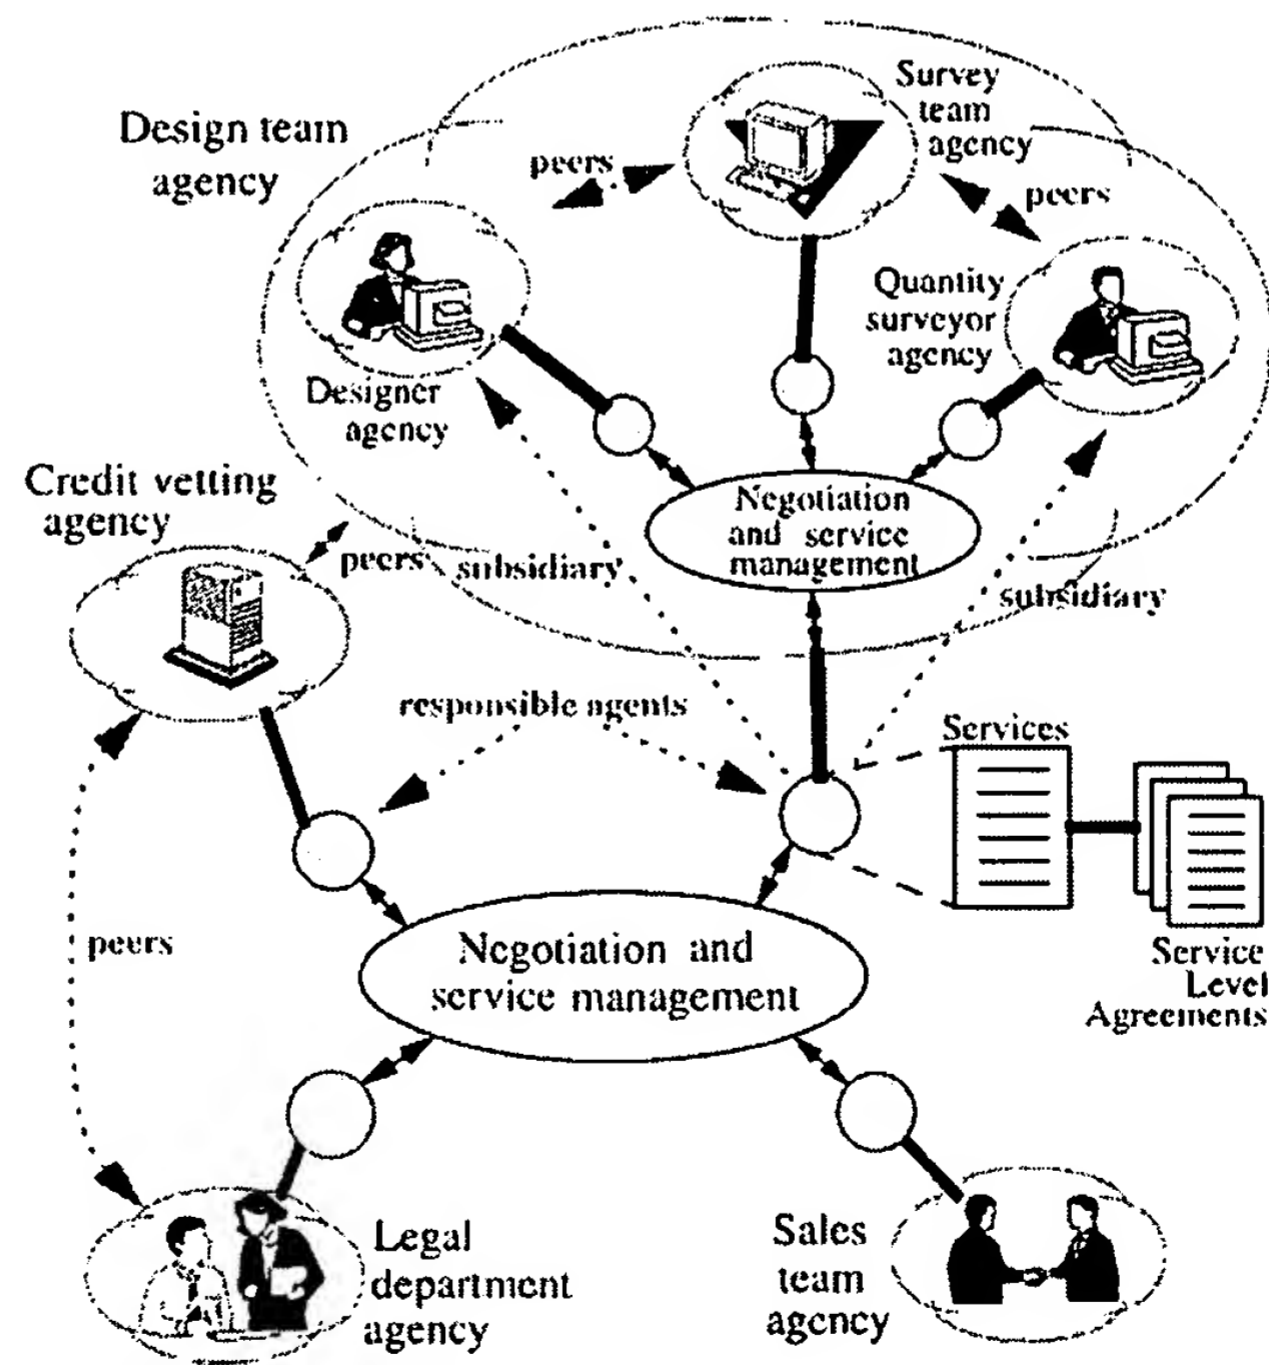 Survey
team
agency
Design team
agency
peers
peers
Quantity
surveyor
agency
Designer
agency
Credit vetting
agency
Negotiation
and service
management
peers
subsidiary
subsidiary
responsible agents
Services
peers
Negotiation and
service management
Service
Level
Agreements
Legal
department
agency
Sales
team
agency